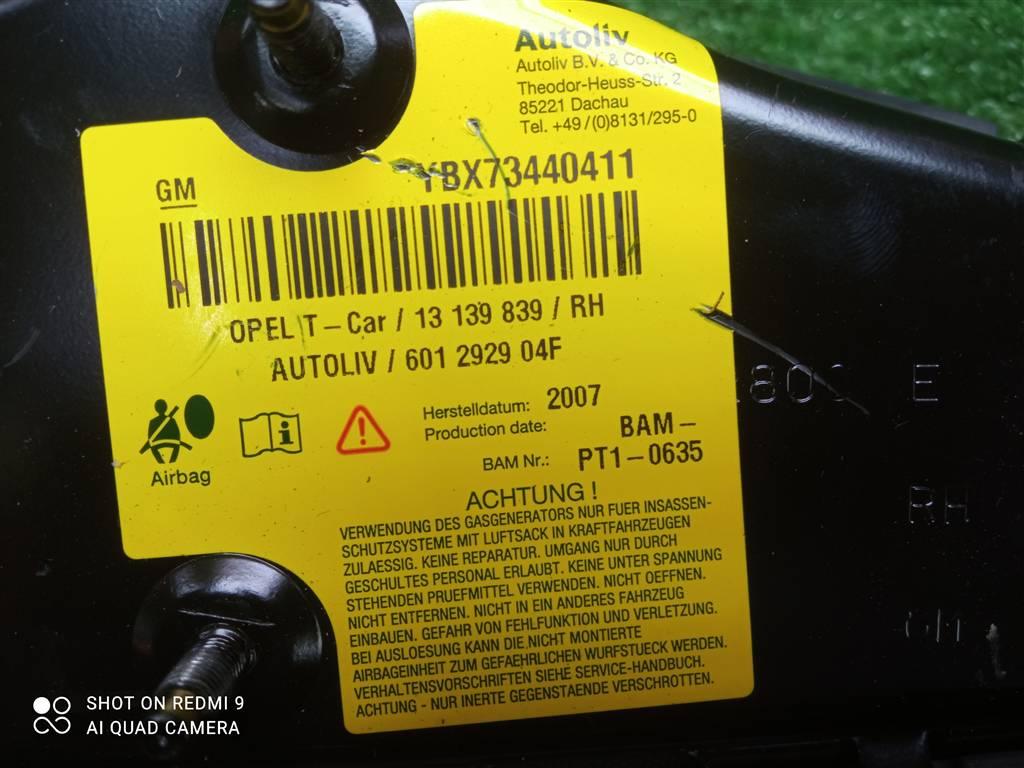 Autoliv
Autoliv B.V. & Co. KG
Theodor-Heuss-Str. 2
85221 Dachau
Tel. +49/(0)8131/295-0
GM
YBX73440411
OPEL T-Car / 13 139 839 / RH
AUTOLIV / 601 2929 04F
Airbag
Herstelldatum: 2007
Production date:
BAM-
BAM Nr.: PT1-0635
ACHTUNG!
VERWENDUNG DES GASGENERATORS NUR FUER INSASSEN-
SCHUTZSYSTEME MIT LUFTSACK IN KRAFTFAHRZEUGEN
ZULAESSIG. KEINE REPARATUR. UMGANG NUR DURCH
GESCHULTES PERSONAL ERLAUBT. KEINE UNTER SPANNUNG
STEHENDEN PRUEFMITTEL VERWENDEN. NICHT OEFFNEN.
NICHT ENTFERNEN. NICHT IN EIN ANDERES FAHRZEUG
EINBAUEN. GEFAHR VON FEHLFUNKTION UND VERLETZUNG.
BEI AUSLOESUNG KANN DIE NICHT MONTIERTE
AIRBAGEINHEIT ZUM GEFAEHRLICHEN WURFSTUECK WERDEN.
VERHALTENSVORSCHRIFTEN SIEHE SERVICE-HANDBUCH.
ACHTUNG - NUR INERTE GEGENSTAENDE VERSCHROTTEN.
E
RH
SHOT ON REDMI 9
AI QUAD CAMERA